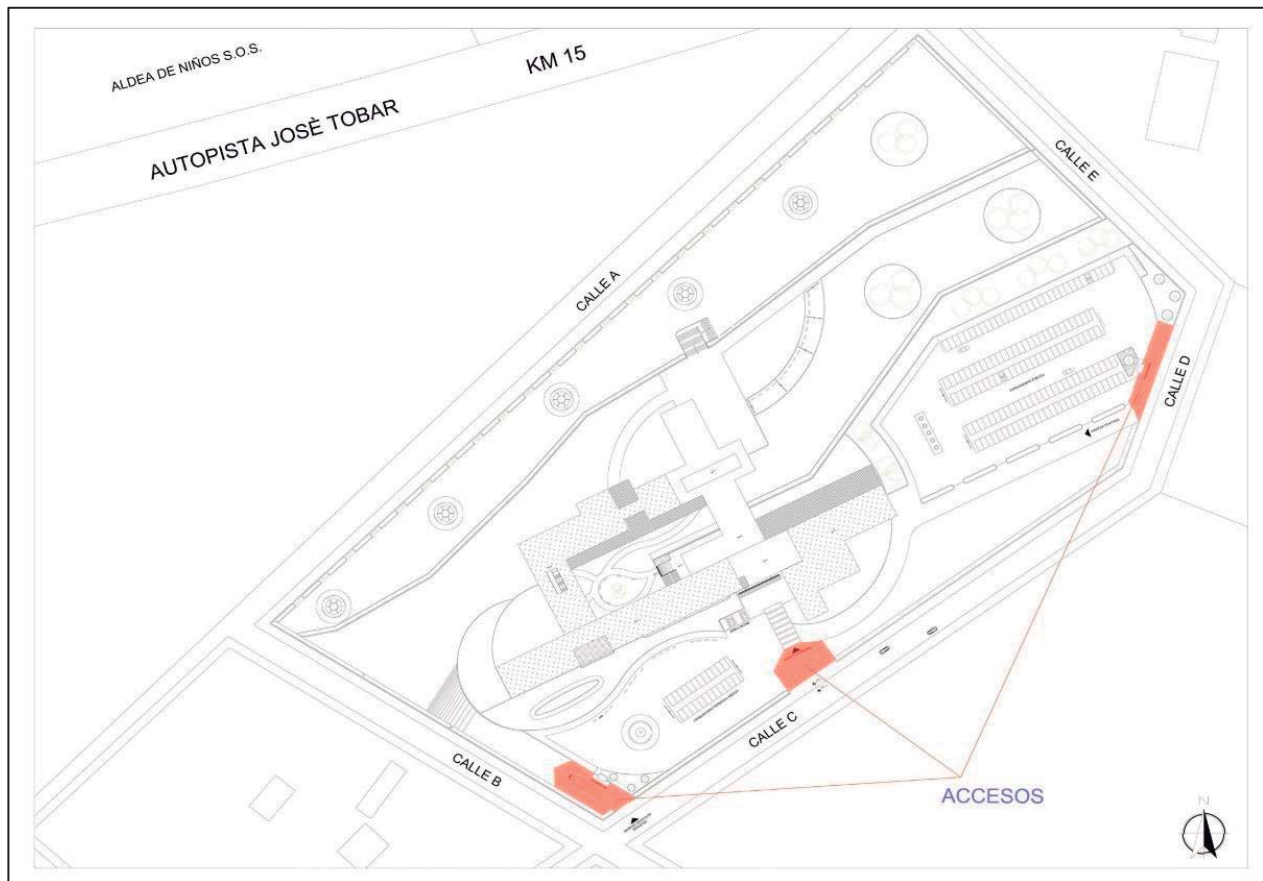 ALDEA DE NIÑOS S.O.S.
KM 15
AUTOPISTA JOSÈ TOBAR
CALLE E
CALLE A
CALLE D
CALLE C
CALLE B
ACCESOS
N